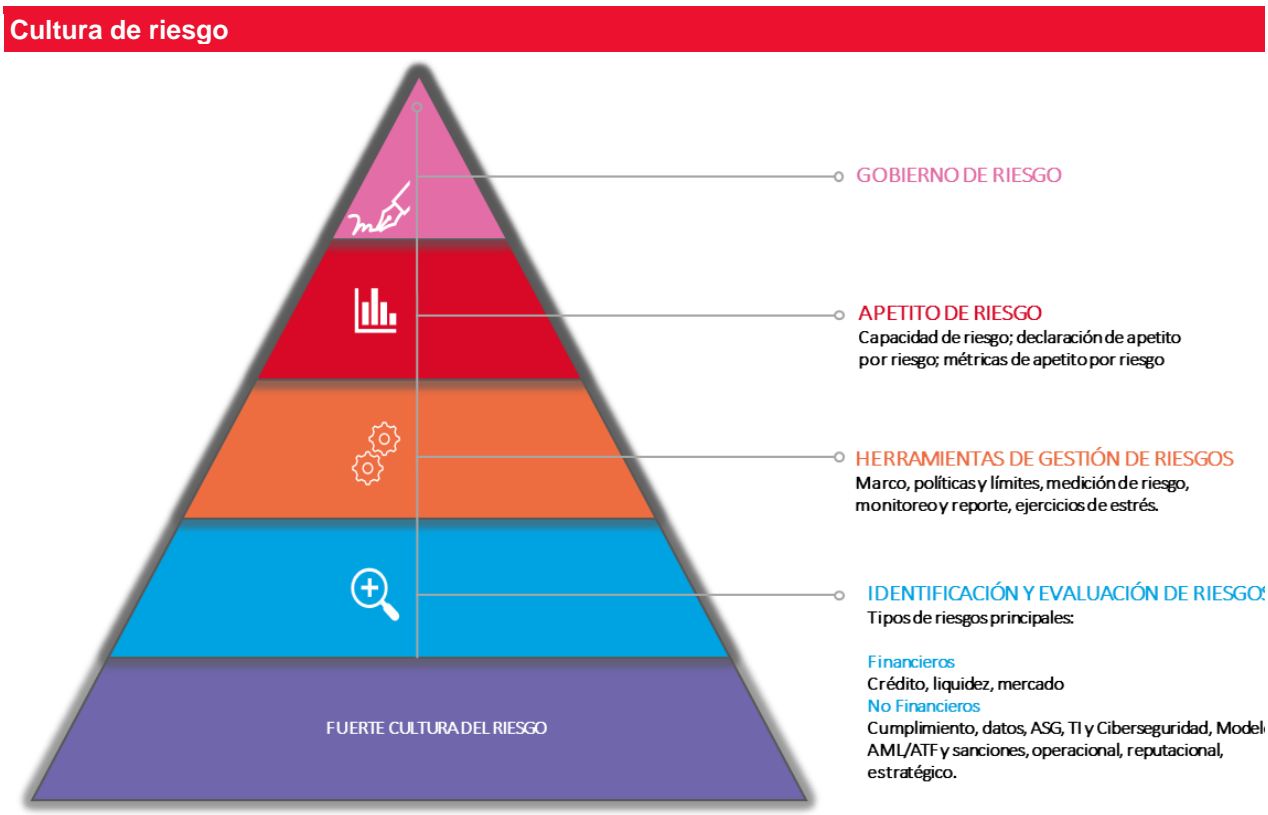 Cultura de riesgo
GOBIERNO DE RIESGO
APETITO DE RIESGO
Capacidad de riesgo; declaración de apetito
por riesgo; métricas de apetito por riesgo
HERRAMIENTAS DE GESTIÓN DE RIESGOS
Marco, políticas y límites, medición de riesgo,
monitoreo y reporte, ejercicios de estrés.
IDENTIFICACIÓN Y EVALUACIÓN DE RIESGOS
Tipos de riesgos principales:
Financieros
Crédito, liquidez, mercado
No Financieros
Cumplimiento, datos, ASG, TI y Ciberseguridad,
AML/ATF y sanciones, operacional, reputacional,
estratégico.
FUERTE CULTURA DEL RIESGO